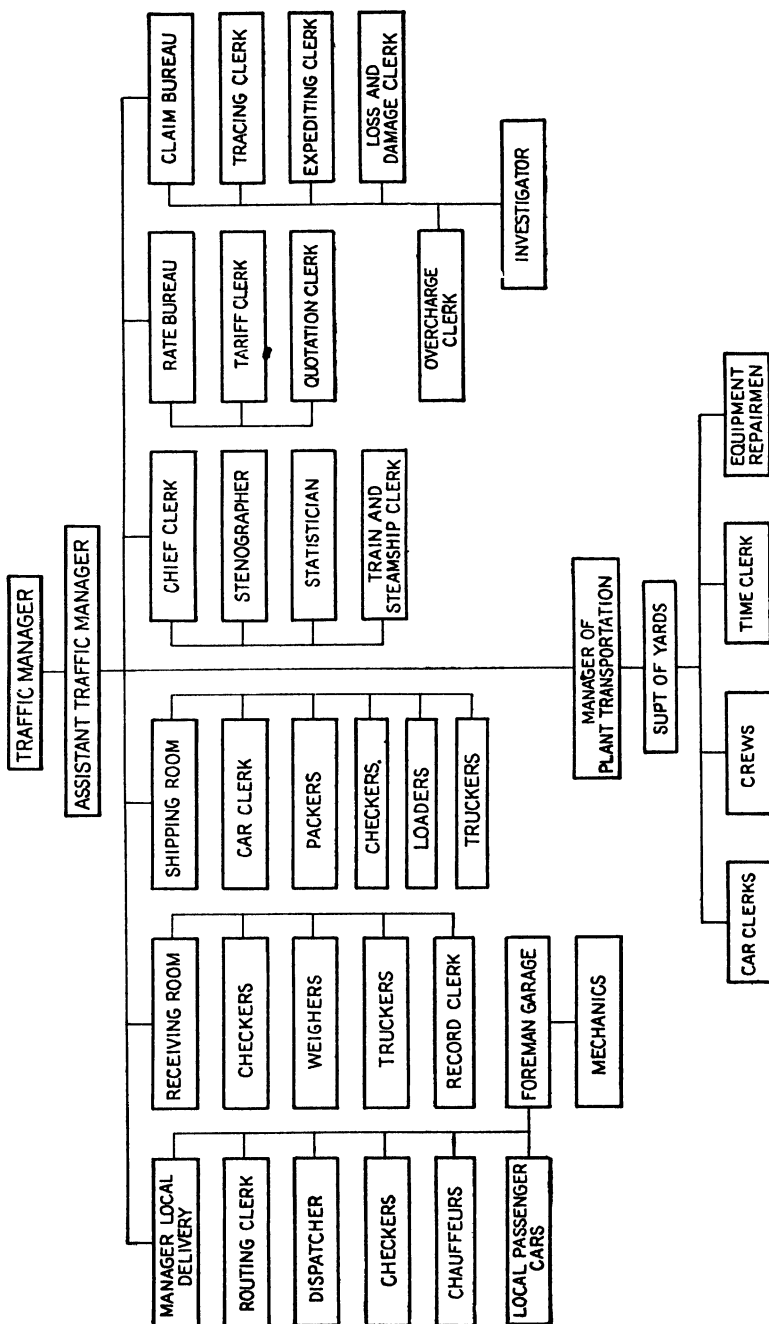 TRAFFIC MANAGER
ASSISTANT TRAFFIC MANAGER
MANAGER LOCAL
DELIVERY
ROUTING CLERK
DISPATCHER
CHECKERS
CHAUFFEURS
LOCAL PASSENGER
CARS
RECEIVING ROOM
CHECKERS
WEIGHERS
TRUCKERS
RECORD CLERK
FOREMAN GARAGE
MECHANICS
SHIPPING ROOM
CAR CLERK
PACKERS
CHECKERS.
LOADERS
TRUCKERS
CHIEF CLERK
STENOGRAPHER
STATISTICIAN
TRAIN AND
STEAMSHIP CLERK
RATE BUREAU
TARIFF CLERK
QUOTATION CLERK
CLAIM BUREAU
TRACING CLERK
EXPEDITING CLERK
LOSS AND
DAMAGE CLERK
OVERCHARGE
CLERK
INVESTIGATOR
MANAGER OF
PLANT TRANSPORTATION
SUPT OF YARDS
CAR CLERKS
CREWS
TIME CLERK
EQUIPMENT
REPAIRMEN